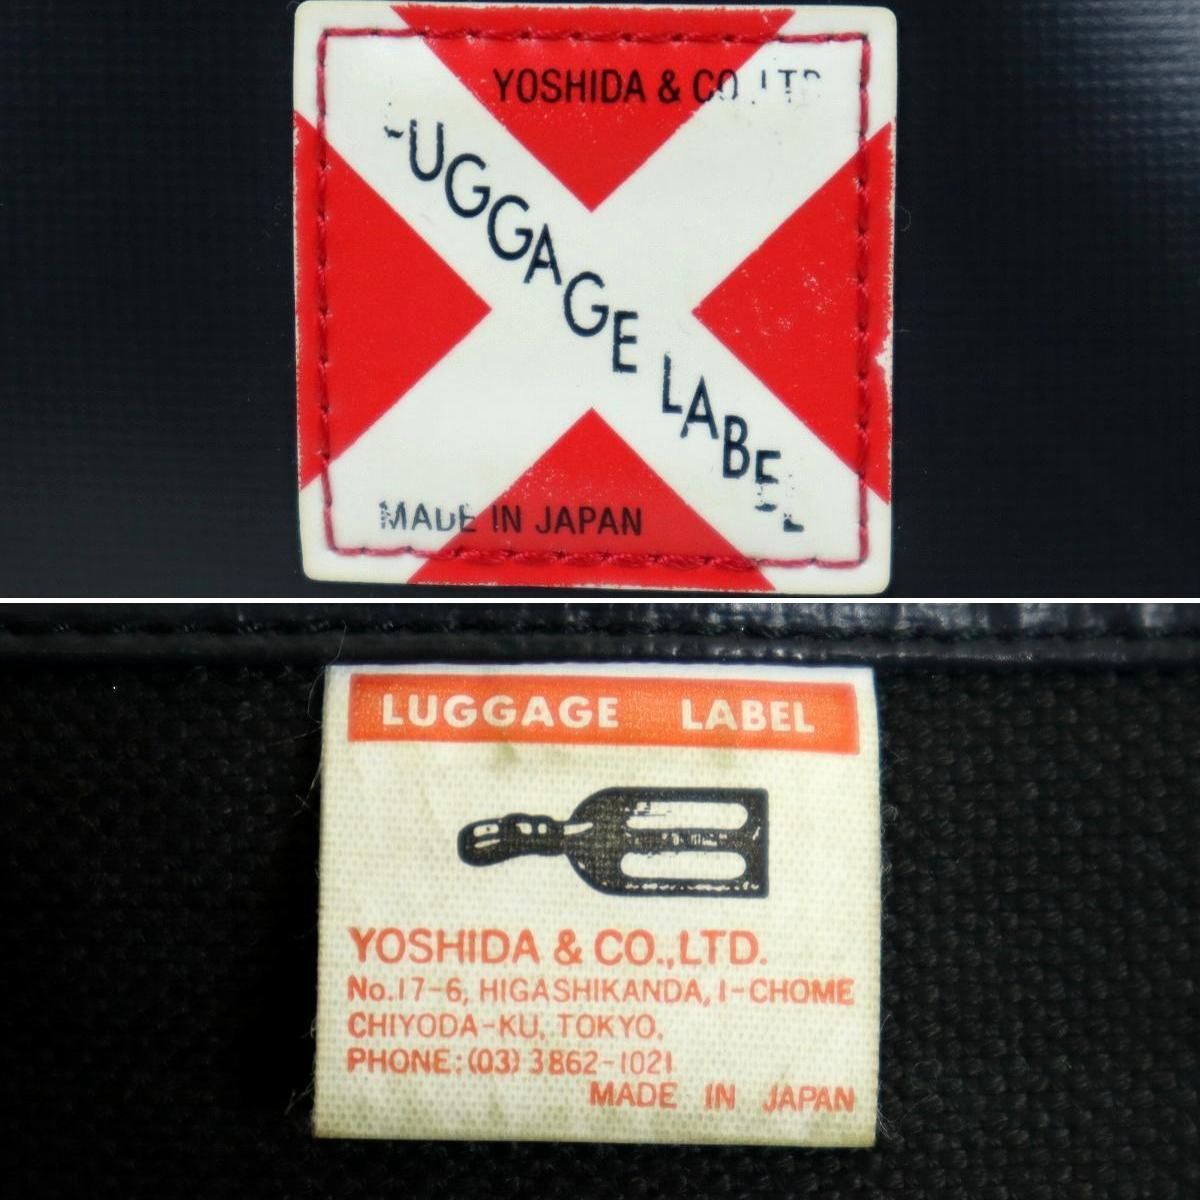 YOSHIDA & CO.,LTD.
LUGGAGE LABEL
MADE IN JAPAN
LUGGAGE LABEL
YOSHIDA & CO.,LTD.
No.17-6, HIGASHIKANDA, 1-CHOME
CHIYODA-KU, TOKYO,
PHONE: (03) 3862-1021
MADE IN JAPAN